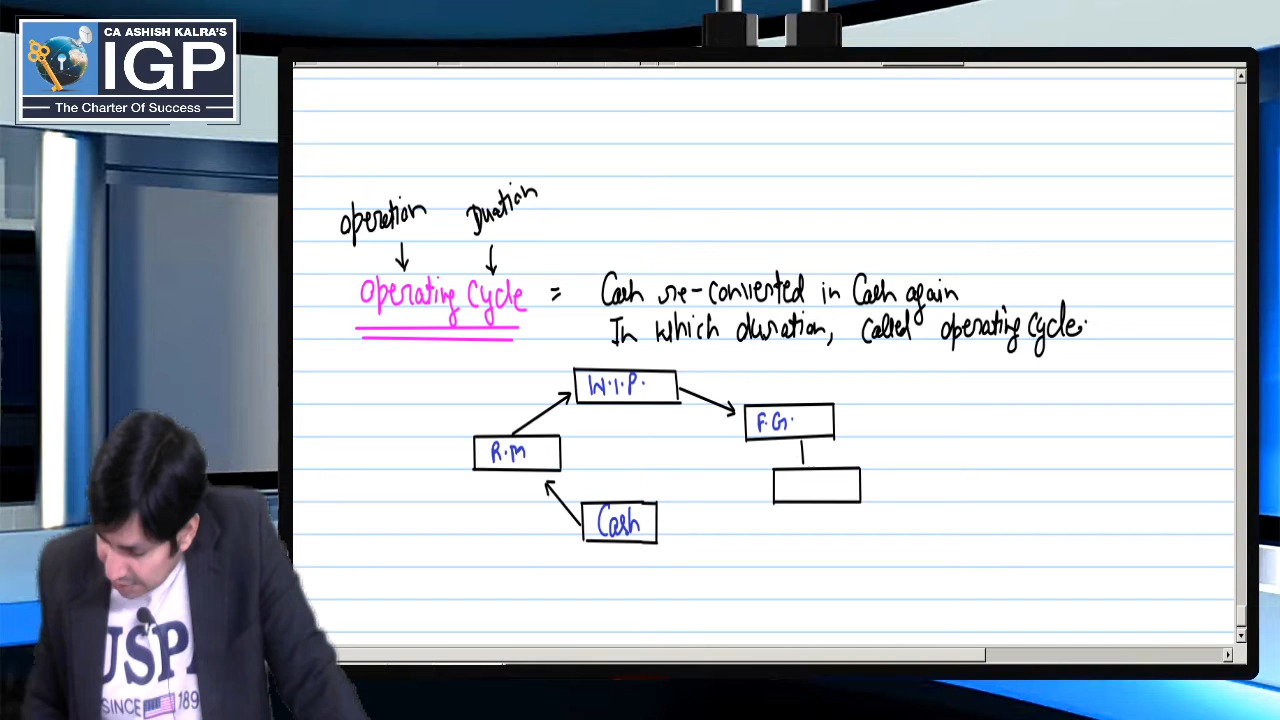 CA ASHISH KALRA'S
IGP
The Charter Of Success
Operation Duration
Operating Cycle = Cash re-converted in Cash again
In which duration, called operating cycle.
W.I.P.
F.G.
R.M
Cash
USPA
SINCE 189